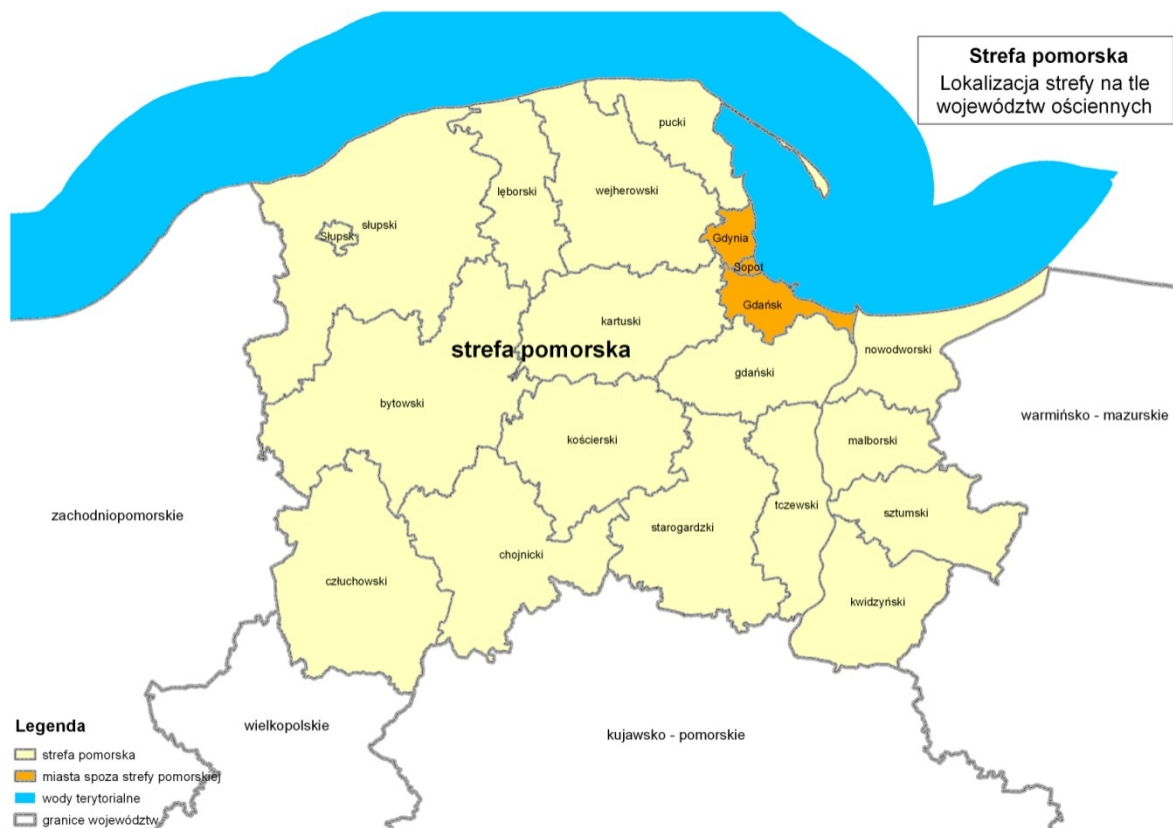 Strefa pomorska
Lokalizacja strefy na tle
województw ościennych
pucki
lęborski
wejherowski
słupski
Słupsk
Gdynia
Sopot
Gdańsk
kartuski
strefa pomorska
nowodworski
gdański
bytowski
warmińsko - mazurskie
kościerski
malborski
zachodniopomorskie
tczewski
sztumski
starogardzki
chojnicki
człuchowski
kwidzyński
wielkopolskie
kujawsko - pomorskie
Legenda
strefa pomorska
miasta spoza strefy pomorskiej
wody terytorialne
granice województw